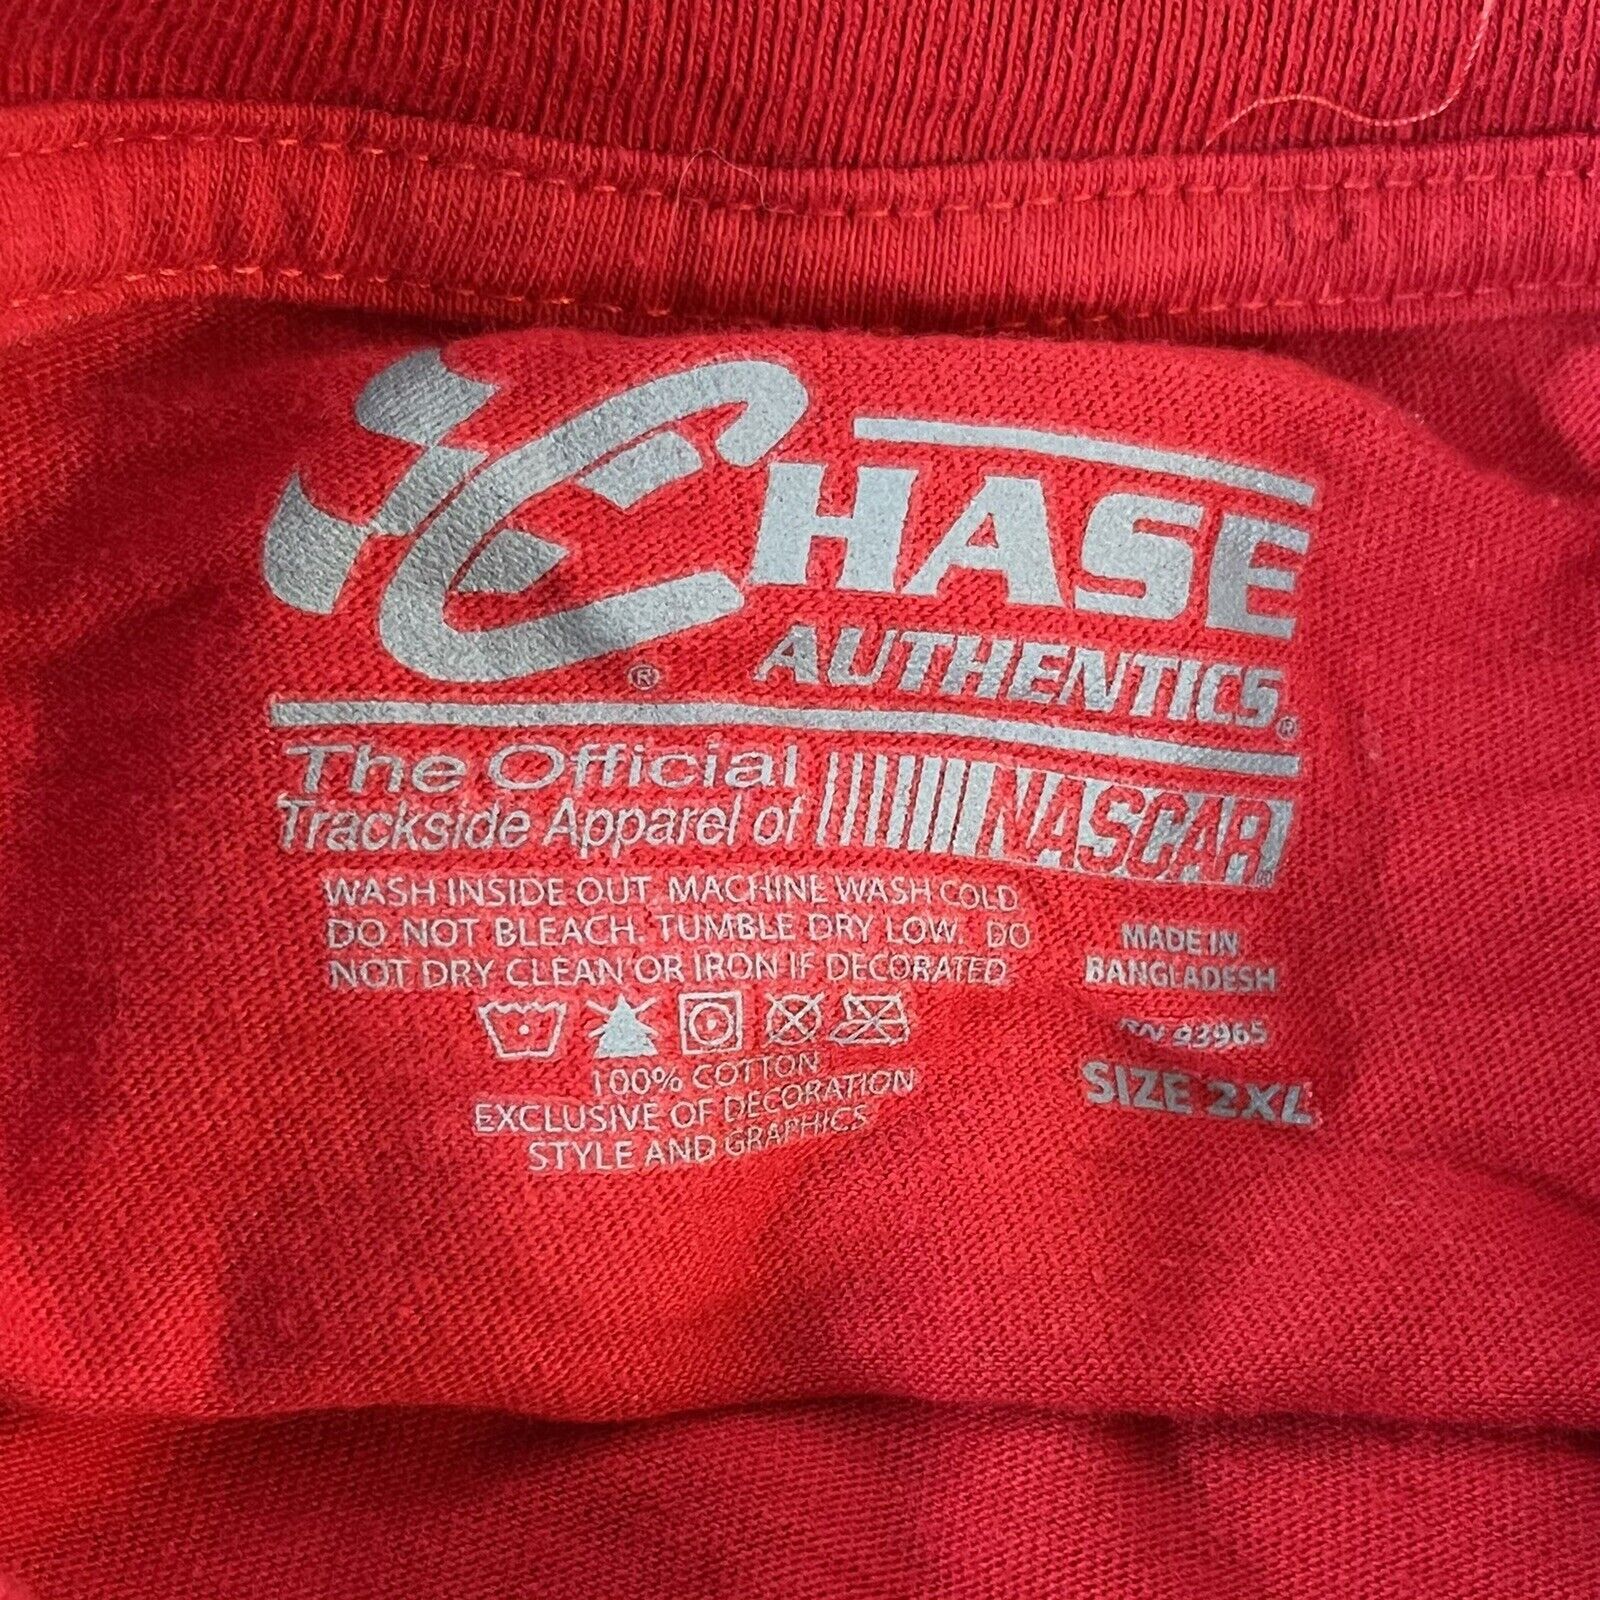 CHASE
AUTHENTICS®
®
The Official
Trackside Apparel of NASCAR®
WASH INSIDE OUT, MACHINE WASH COLD
DO NOT BLEACH. TUMBLE DRY LOW. DO
NOT DRY CLEAN OR IRON IF DECORATED
100% COTTON
EXCLUSIVE OF DECORATION
STYLE AND GRAPHICS
MADE IN
BANGLADESH
RN 93965
SIZE 2XL